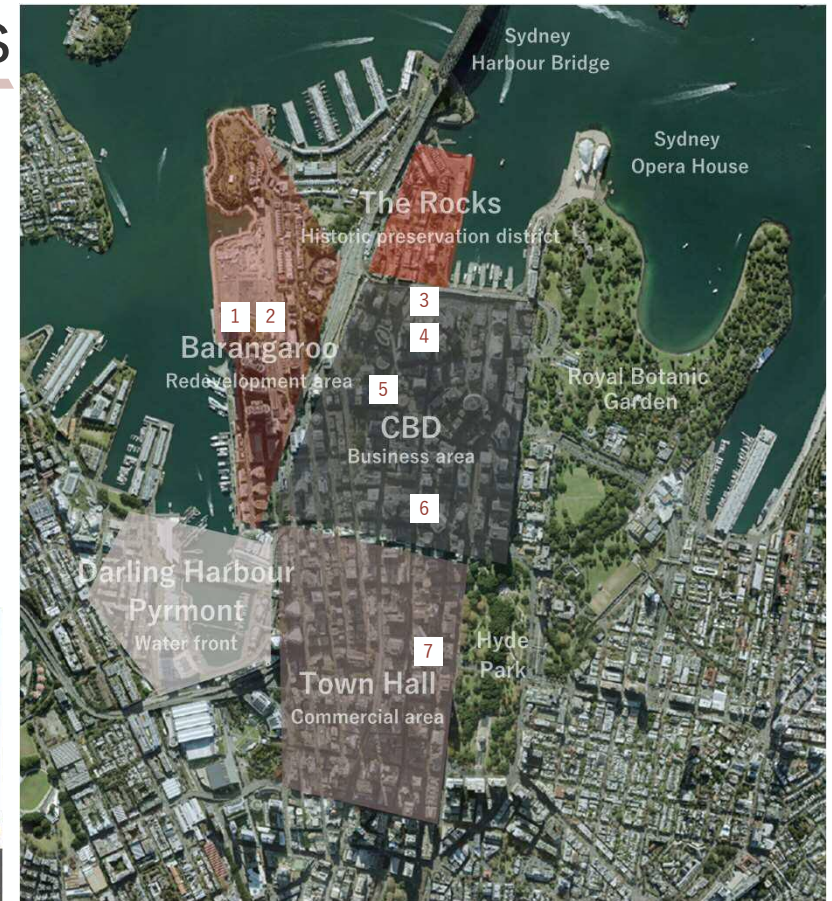 S
Sydney
Harbour Bridge
Sydney
Opera House
The Rocks
Historic preservation district
3
1 2
4
Barangaroo
Redevelopment area
5
Royal Botanic
Garden
CBD
Business area
6
Darling Harbour
Pyrmont
Water front
Hyde
Park
7
Town Hall
Commercial area